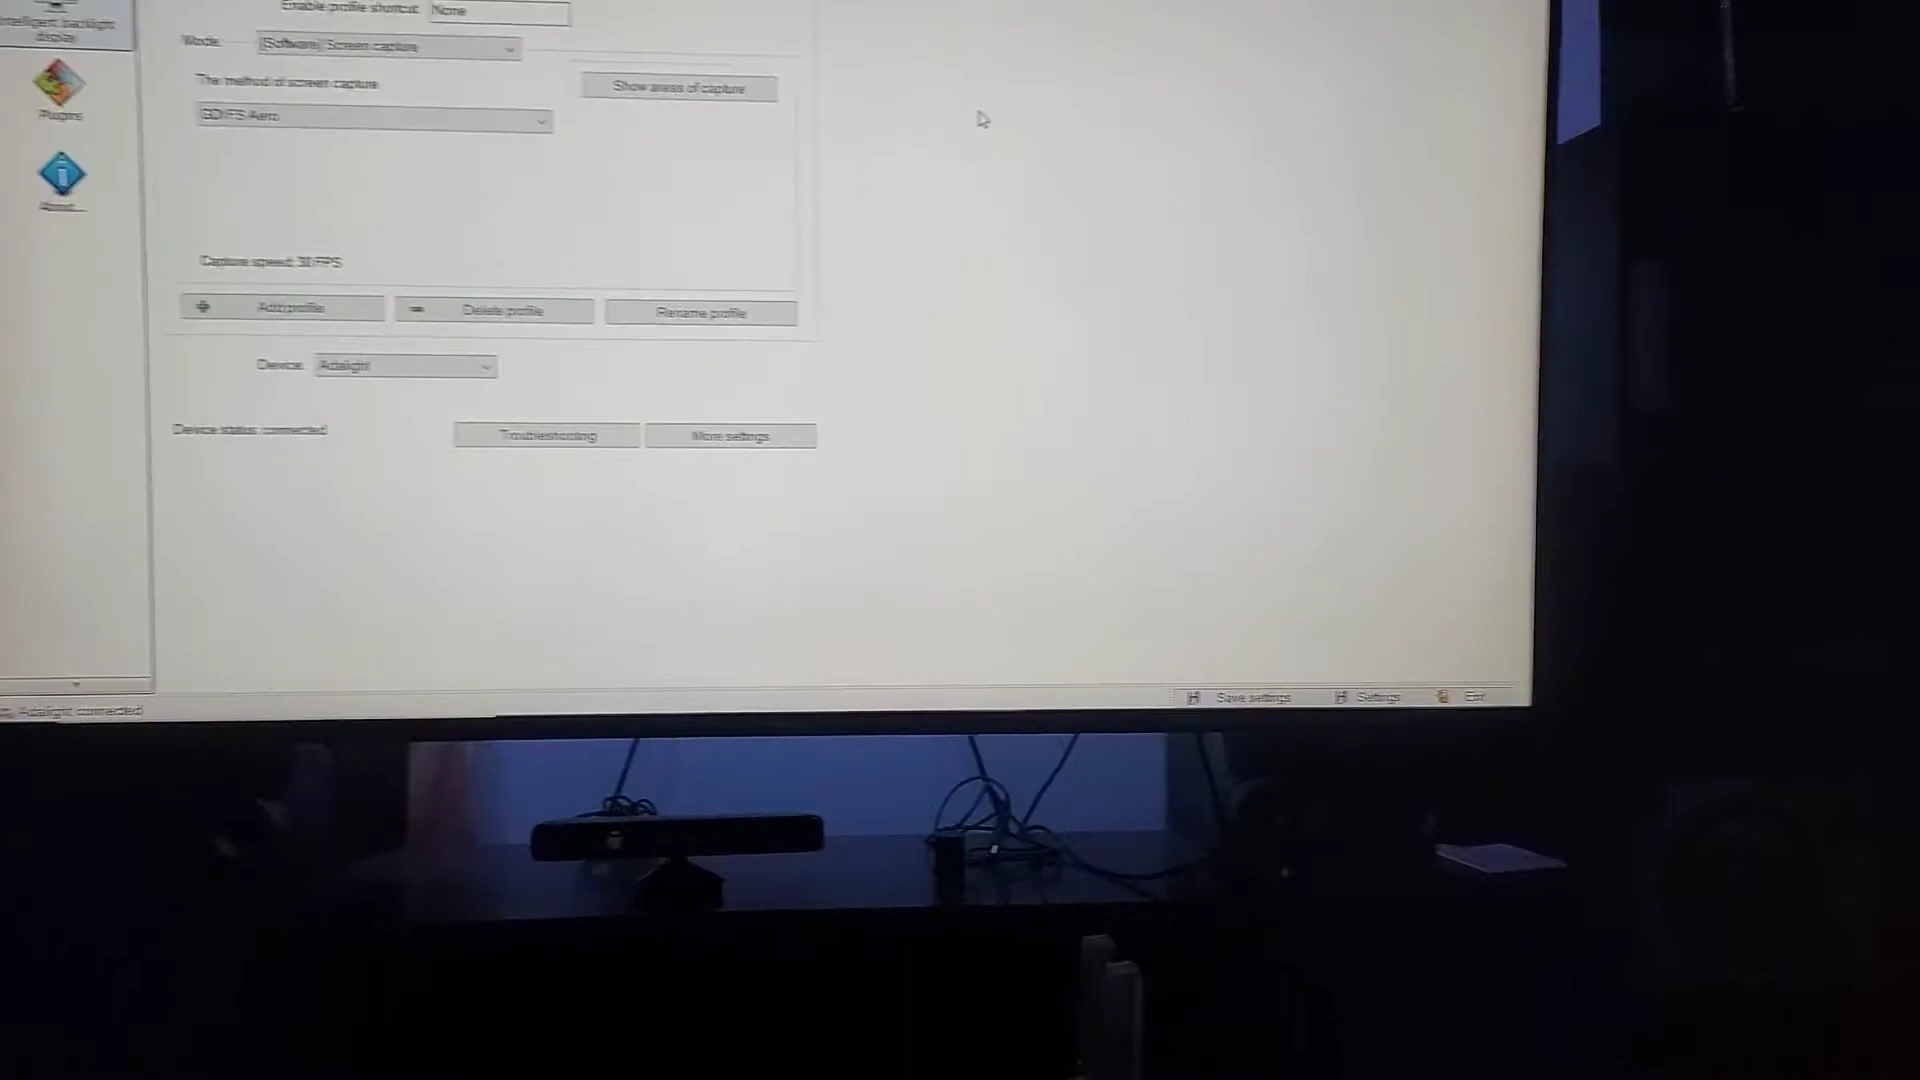 Enable profile shortcut: None
Intelligent backlight
display
Mode: (Software) Screen capture
The method of screen capture
Show areas of capture
GDI FS Aero
Plugins
About...
Capture speed: 30 FPS
Add profile
Delete profile
Rename profile
Device: Adalight
Device status: connected
Troubleshooting
More settings
Save settings
Settings
Exit
Adalight connected